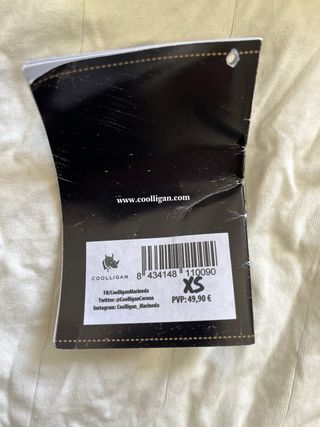 www.coolligan.com
COOLLIGAN
8 434148 110090
XS
FB/CoolliganMarineda
Twitter: @CoolliganCoruna
Instagram: Coolligan_Marineda
PVP: 49,90 €